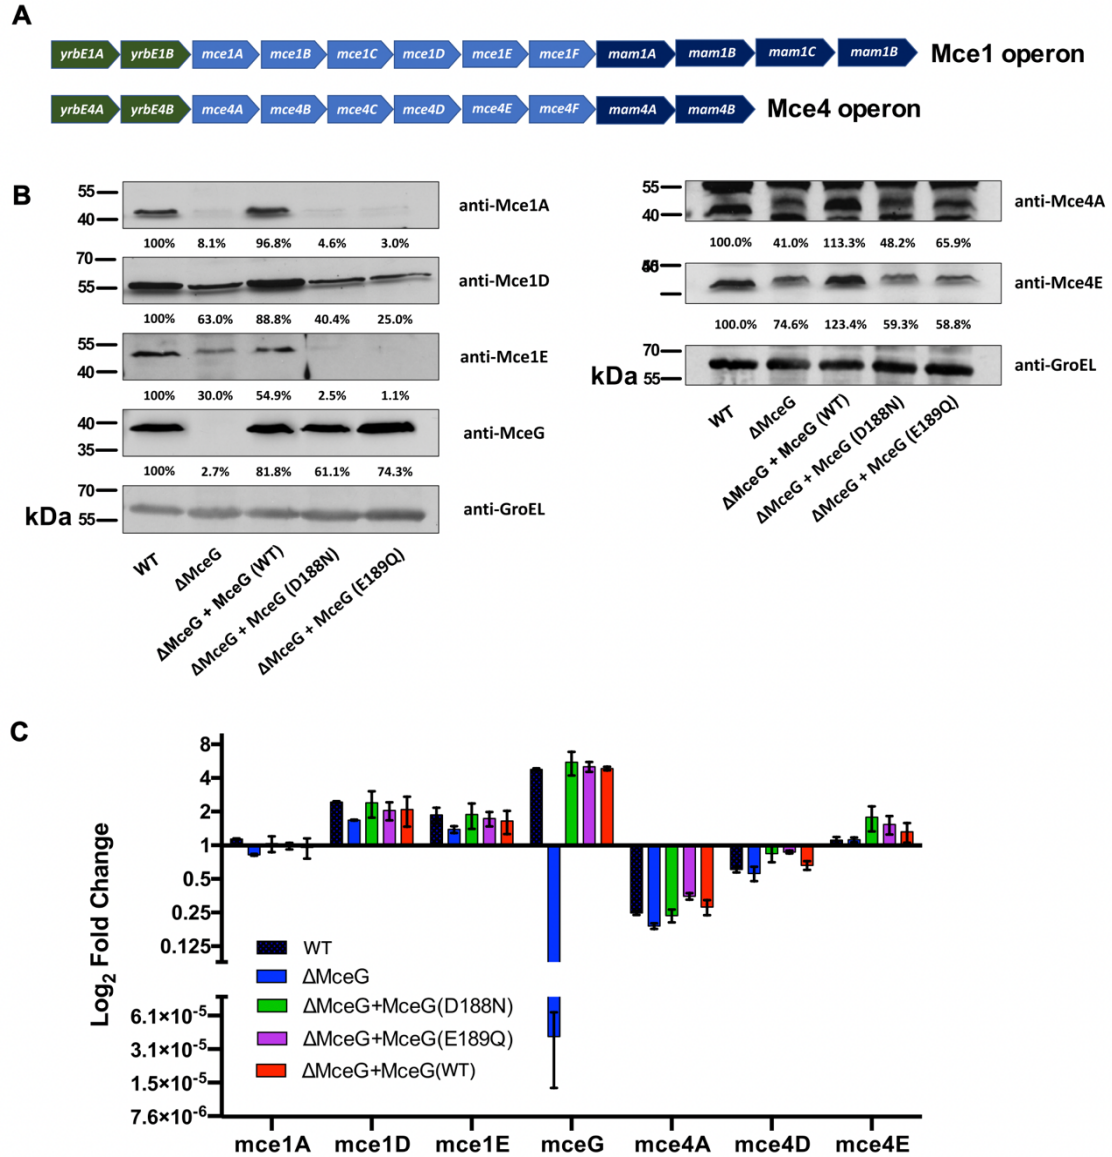 A
yrbE1A yrbE1B mce1A mce1B mce1C mce1D mce1E mce1F mam1A mam1B mam1C mam1B Mce1 operon
yrbE4A yrbE4B mce4A mce4B mce4C mce4D mce4E mce4F mam4A mam4B Mce4 operon
B
55
40
anti-Mce1A
100% 8.1% 96.8% 4.6% 3.0%
70
55
anti-Mce1D
100% 63.0% 88.8% 40.4% 25.0%
55
40
anti-Mce1E
100% 30.0% 54.9% 2.5% 1.1%
40
35
anti-MceG
100% 2.7% 81.8% 61.1% 74.3%
70
kDa 55
anti-GroEL
WT
ΔMceG
ΔMceG + MceG (WT)
ΔMceG + MceG (D188N)
ΔMceG + MceG (E189Q)
55
40
anti-Mce4A
100.0% 41.0% 113.3% 48.2% 65.9%
anti-Mce4E
100.0% 74.6% 123.4% 59.3% 58.8%
70
kDa 55
anti-GroEL
WT
ΔMceG
ΔMceG + MceG (WT)
ΔMceG + MceG (D188N)
ΔMceG + MceG (E189Q)
C
Log2 Fold Change
8
4
2
1
0.5
0.25
0.125
6.1×10-5
3.1×10-5
1.5×10-5
7.6×10-6
WT
ΔMceG
ΔMceG+MceG(D188N)
ΔMceG+MceG(E189Q)
ΔMceG+MceG(WT)
mce1A mce1D mce1E mceG mce4A mce4D mce4E